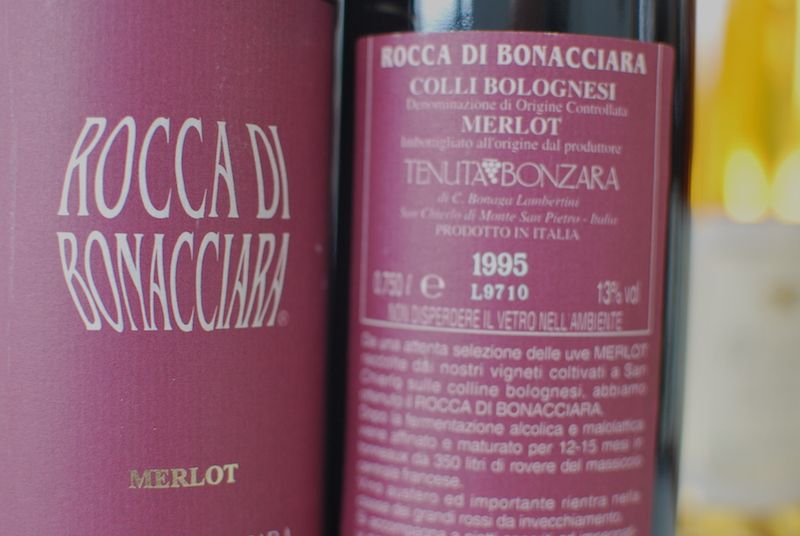 ROCCA DI
BONACCIARA®
MERLOT
ROCCA DI BONACCIARA
COLLI BOLOGNESI
Denominazione di Origine Controllata
MERLOT
Imbottigliato all'origine dal produttore
TENUTA BONZARA
di C. Bonaga Lambertini
San Chierlo di Monte San Pietro - Italia
PRODOTTO IN ITALIA
1995
0,750 l e L9710 13% vol
NON DISPERDERE IL VETRO NELL'AMBIENTE
Da una attenta selezione delle uve MERLOT
raccolte dai nostri vigneti coltivati a San
Chierlo sulle colline bolognesi, abbiamo
ottenuto il ROCCA DI BONACCIARA.
Dopo la fermentazione alcolica e malolattica
viene affinato e maturato per 12-15 mesi in
tonneaux da 350 litri di rovere del massiccio
centrale francese.
Vino austero ed importante rientra nella
classe dei grandi rossi da invecchiamento.